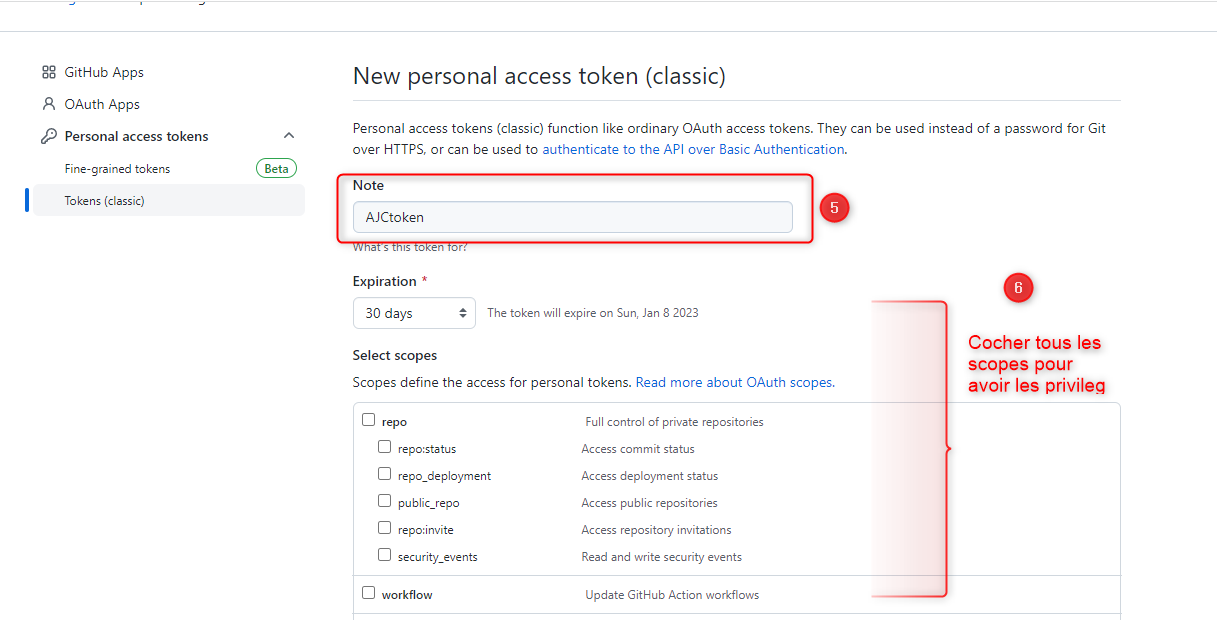 GitHub Apps
OAuth Apps
Personal access tokens
Fine-grained tokens Beta
Tokens (classic)
New personal access token (classic)
Personal access tokens (classic) function like ordinary OAuth access tokens. They can be used instead of a password for Git
over HTTPS, or can be used to authenticate to the API over Basic Authentication.
Note
AJCtoken
5
What's this token for?
Expiration *
30 days The token will expire on Sun, Jan 8 2023
6
Cocher tous les
scopes pour
avoir les privileg
Select scopes
Scopes define the access for personal tokens. Read more about OAuth scopes.
repo Full control of private repositories
repo:status Access commit status
repo_deployment Access deployment status
public_repo Access public repositories
repo:invite Access repository invitations
security_events Read and write security events
workflow Update GitHub Action workflows